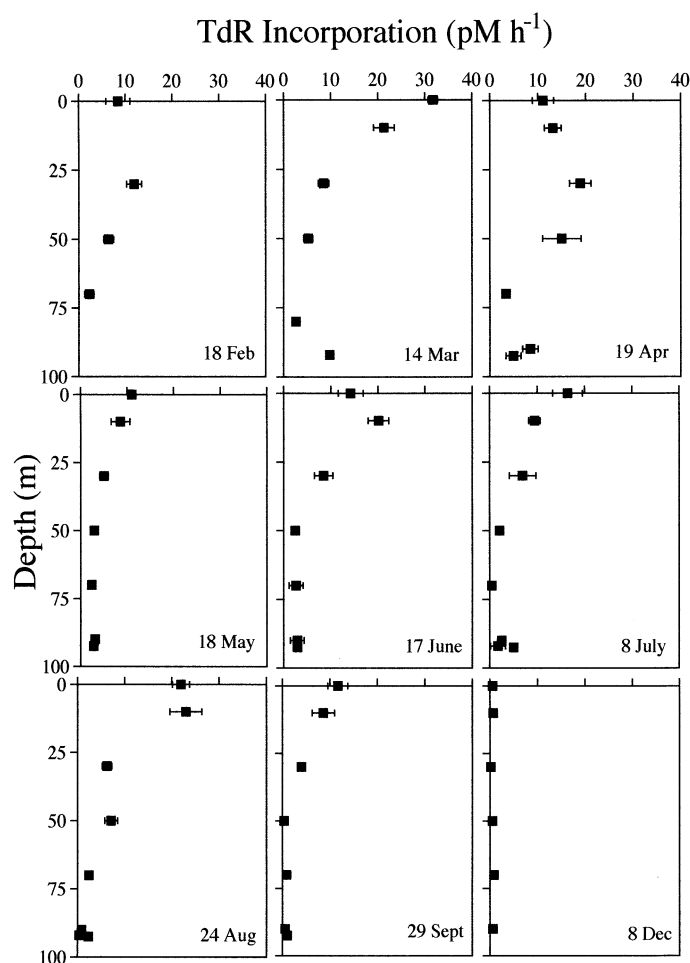 TdR Incorporation (pM h-1)
0 10 20 30 40 0 10 20 30 40 0 10 20 30 40
0
25
50
75
100
18 Feb
14 Mar
19 Apr
Depth (m)
0
25
50
75
100
18 May
17 June
8 July
0
25
50
75
100
24 Aug
29 Sept
8 Dec